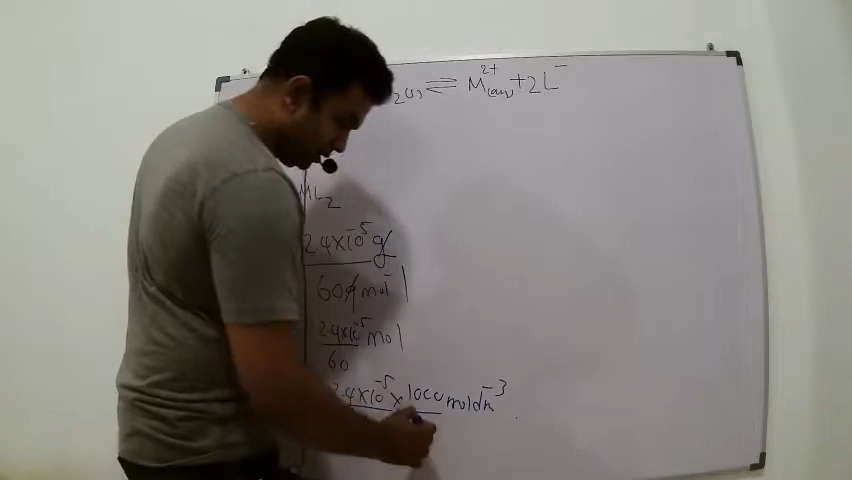 2(s) ⇌ M²⁺(aq) + 2L⁻
ML₂
2.4×10⁻⁵ g
60 g mol⁻¹
2.4×10⁻⁵ mol
60
2.4×10⁻⁵ × 1000 mol dm⁻³